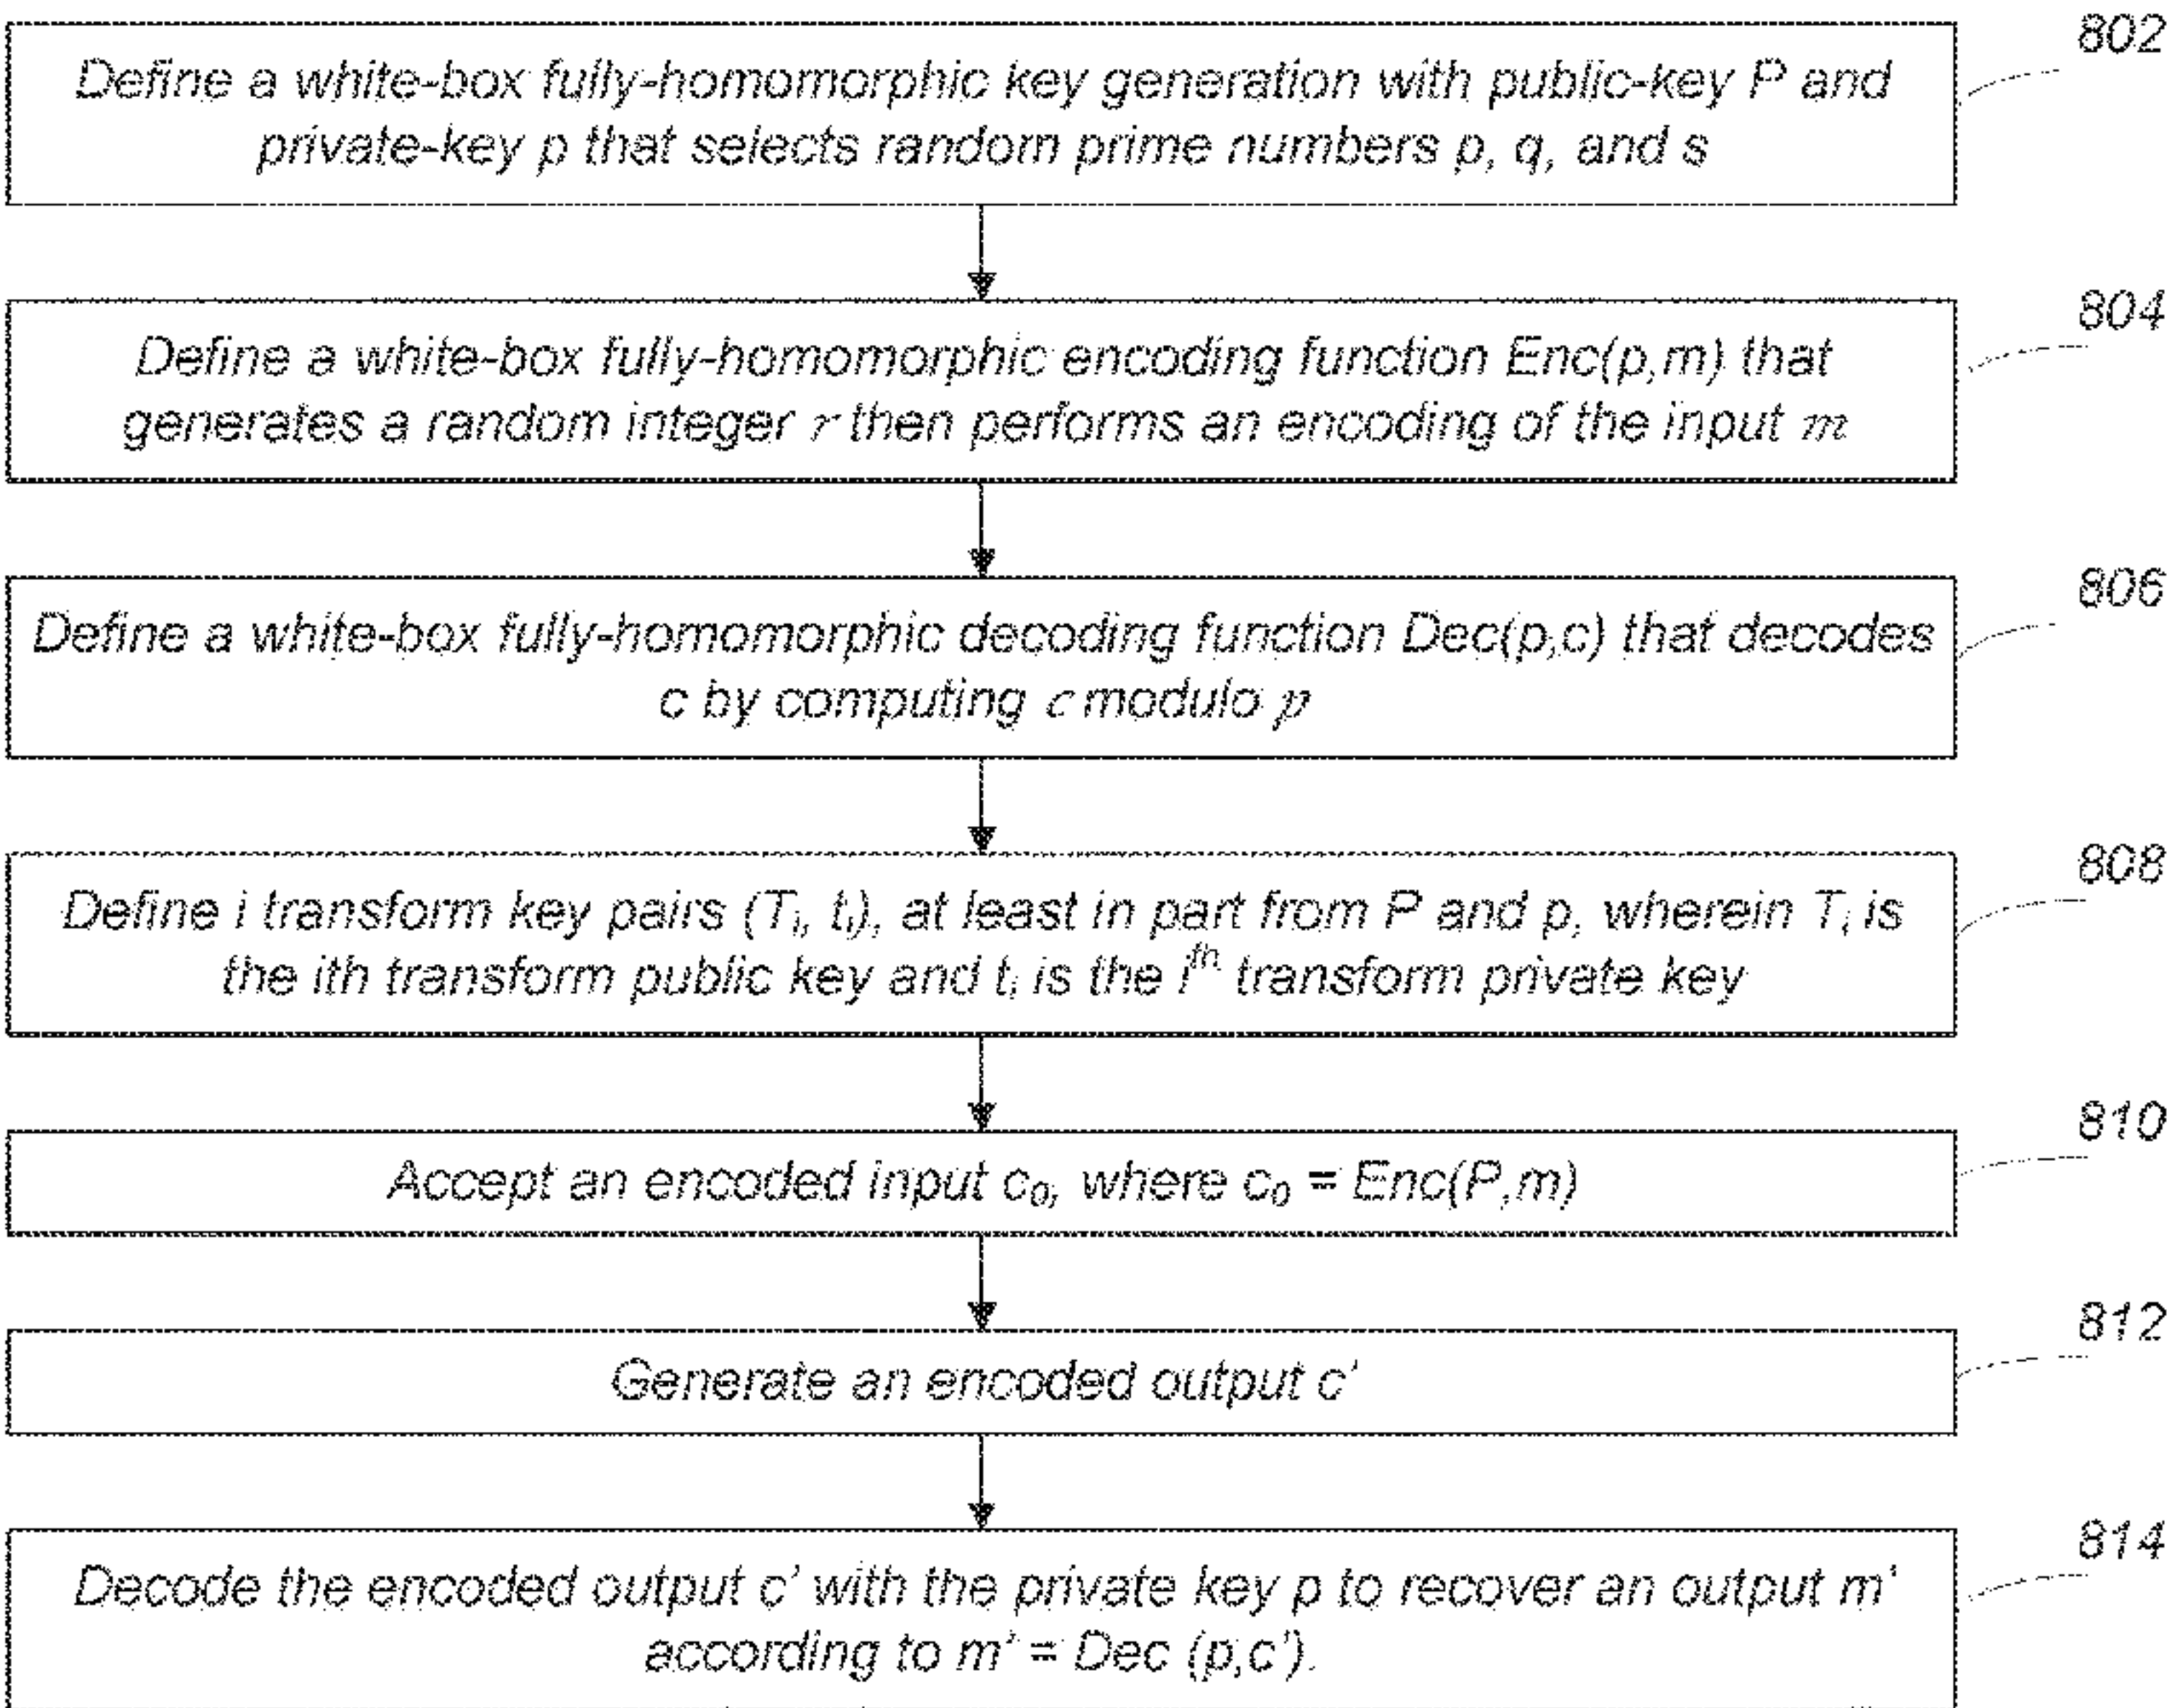 802
Define a white-box fully-homomorphic key generation with public-key P and
private-key p that selects random prime numbers p, q, and s
804
Define a white-box fully-homomorphic encoding function Enc(p,m) that
generates a random integer r then performs an encoding of the input m
806
Define a white-box fully-homomorphic decoding function Dec(p,c) that decodes
c by computing c modulo p
808
Define i transform key pairs (Tᵢ, tᵢ), at least in part from P and p, wherein Tᵢ is
the ith transform public key and tᵢ is the iᵗʰ transform private key
810
Accept an encoded input c₀, where c₀ = Enc(P,m)
812
Generate an encoded output c'
814
Decode the encoded output c' with the private key p to recover an output m'
according to m' = Dec (p,c').